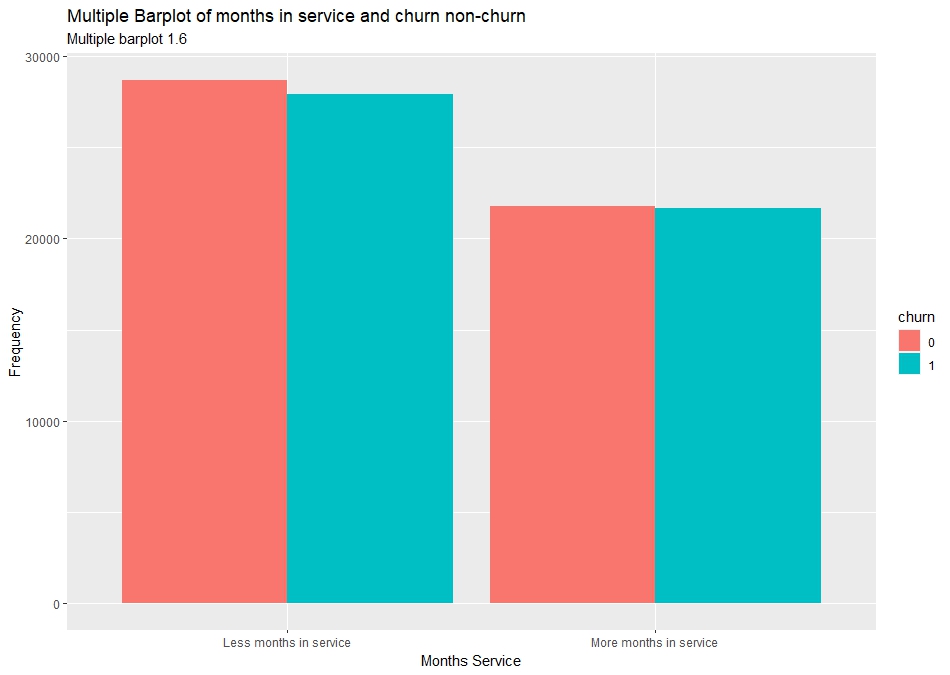 Multiple Barplot of months in service and churn non-churn
Multiple barplot 1.6
30000
20000
10000
0
Frequency
Less months in service
More months in service
Months Service
churn
0
1